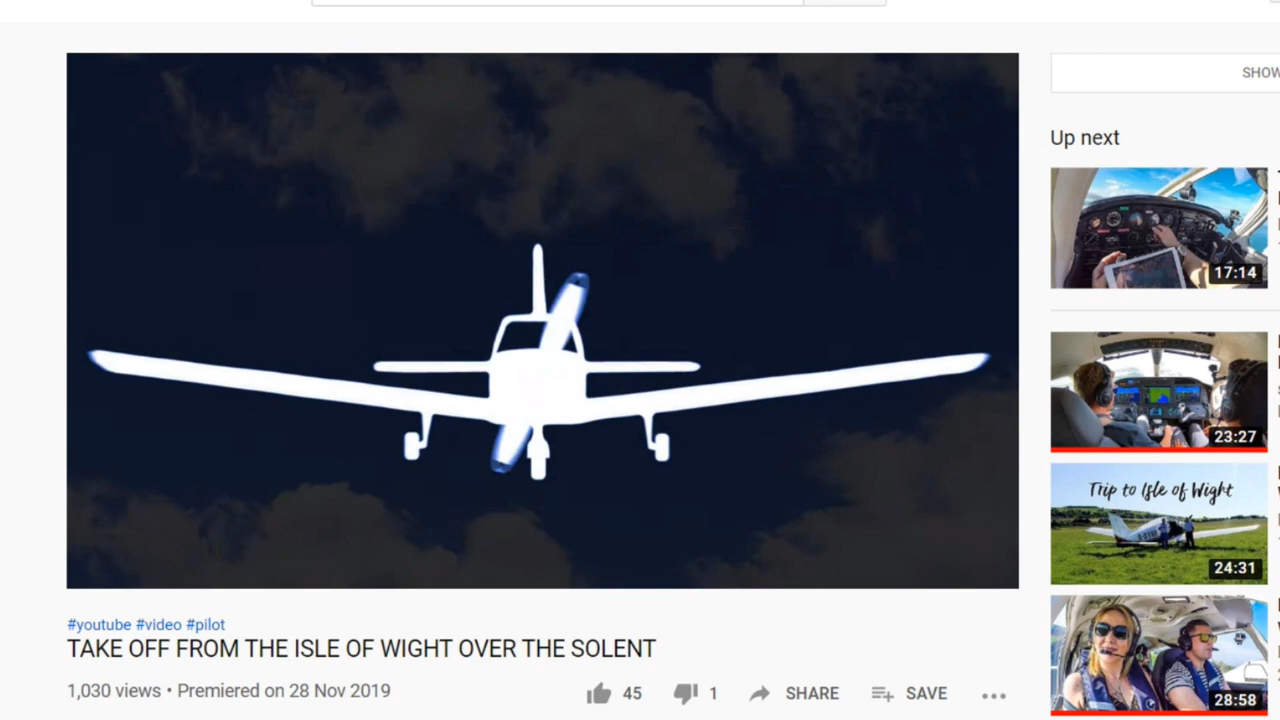 SHOW
Up next
17:14
23:27
Trip to Isle of Wight
24:31
28:58
#youtube #video #pilot
TAKE OFF FROM THE ISLE OF WIGHT OVER THE SOLENT
1,030 views • Premiered on 28 Nov 2019
45
1
SHARE
SAVE